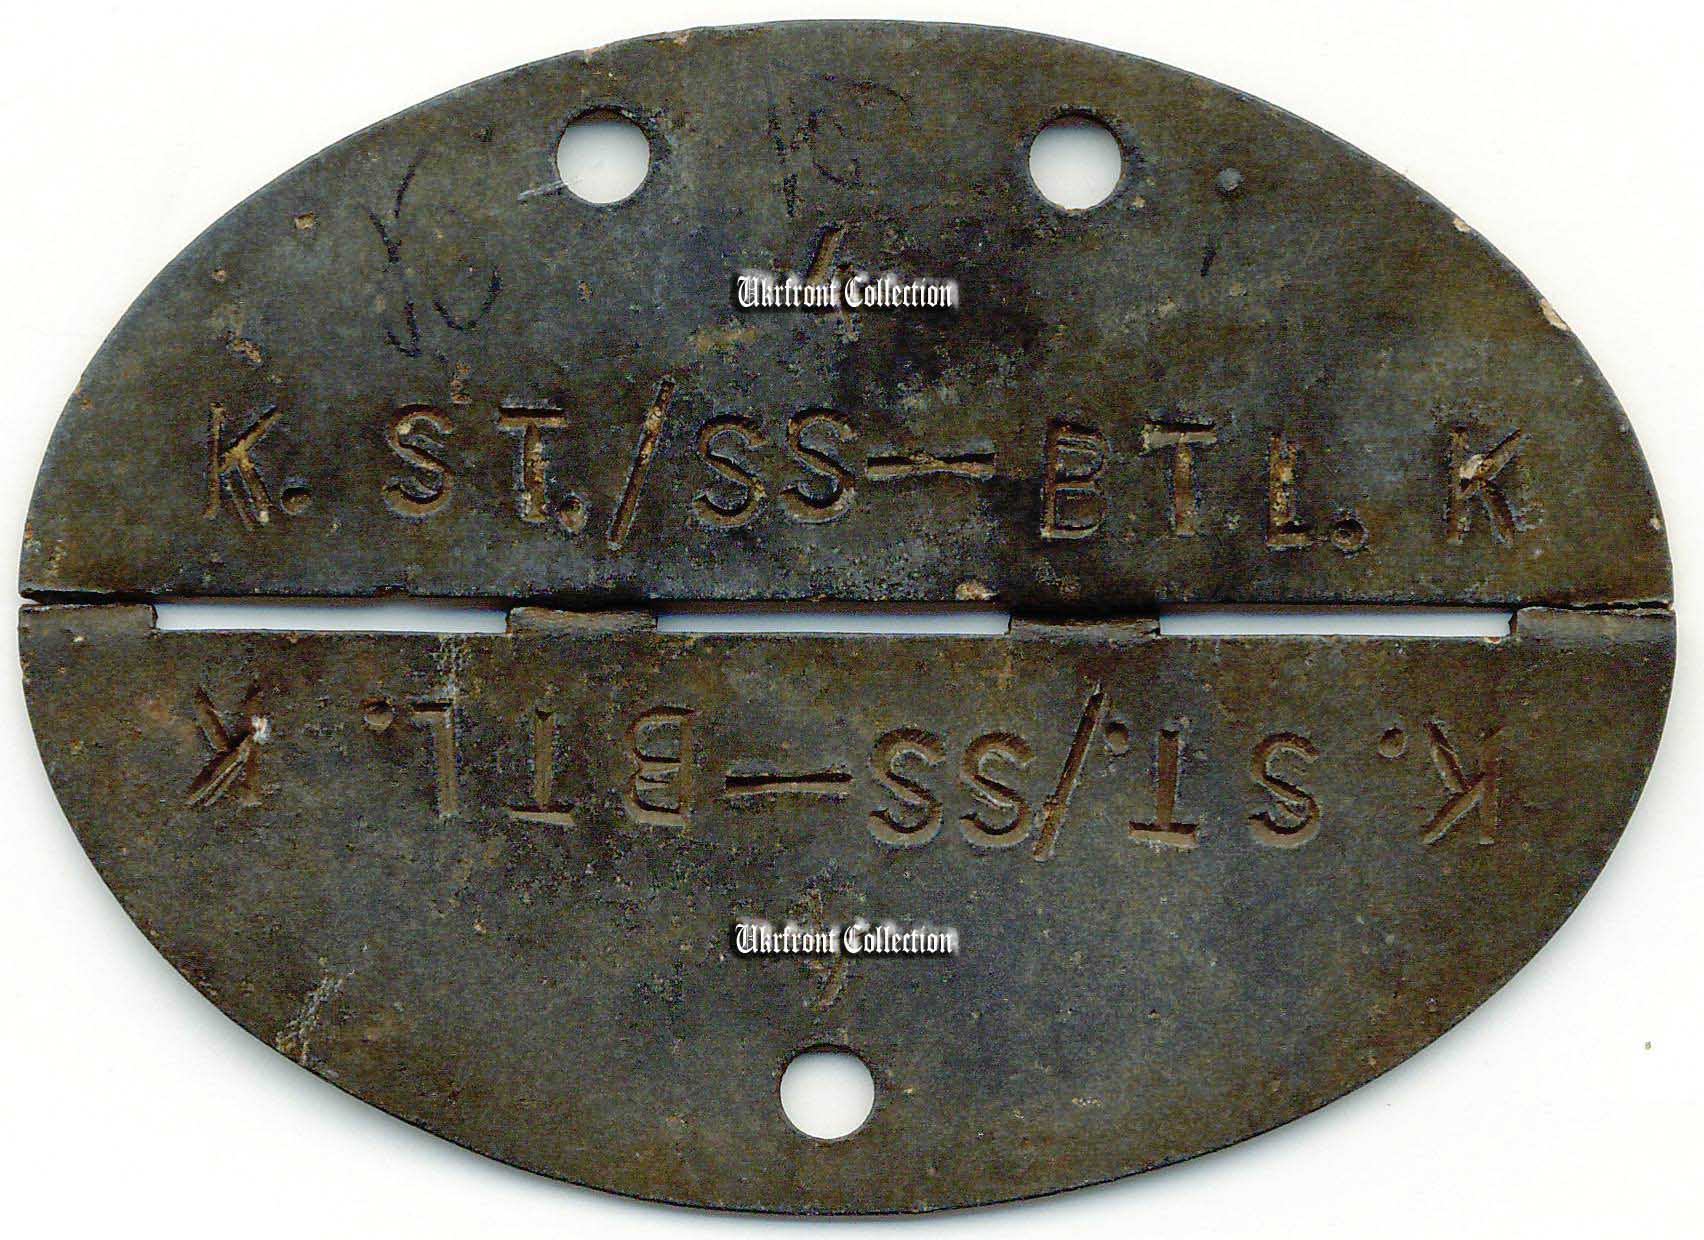 Ukrfront Collection
K. ST./SS-BTL. K
K. ST./SS-BTL. K
Ukrfront Collection